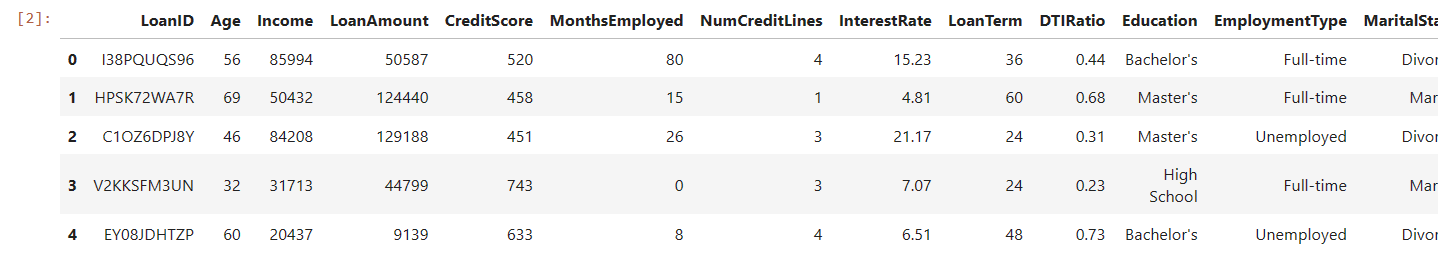 [2]: LoanID Age Income LoanAmount CreditScore MonthsEmployed NumCreditLines InterestRate LoanTerm DTIRatio Education EmploymentType MaritalSta
0 I38PQUQS96 56 85994 50587 520 80 4 15.23 36 0.44 Bachelor's Full-time Divor
1 HPSK72WA7R 69 50432 124440 458 15 1 4.81 60 0.68 Master's Full-time Mar
2 C1OZ6DPJ8Y 46 84208 129188 451 26 3 21.17 24 0.31 Master's Unemployed Divor
3 V2KKSFM3UN 32 31713 44799 743 0 3 7.07 24 0.23 High School Full-time Mar
4 EY08JDHTZP 60 20437 9139 633 8 4 6.51 48 0.73 Bachelor's Unemployed Divor